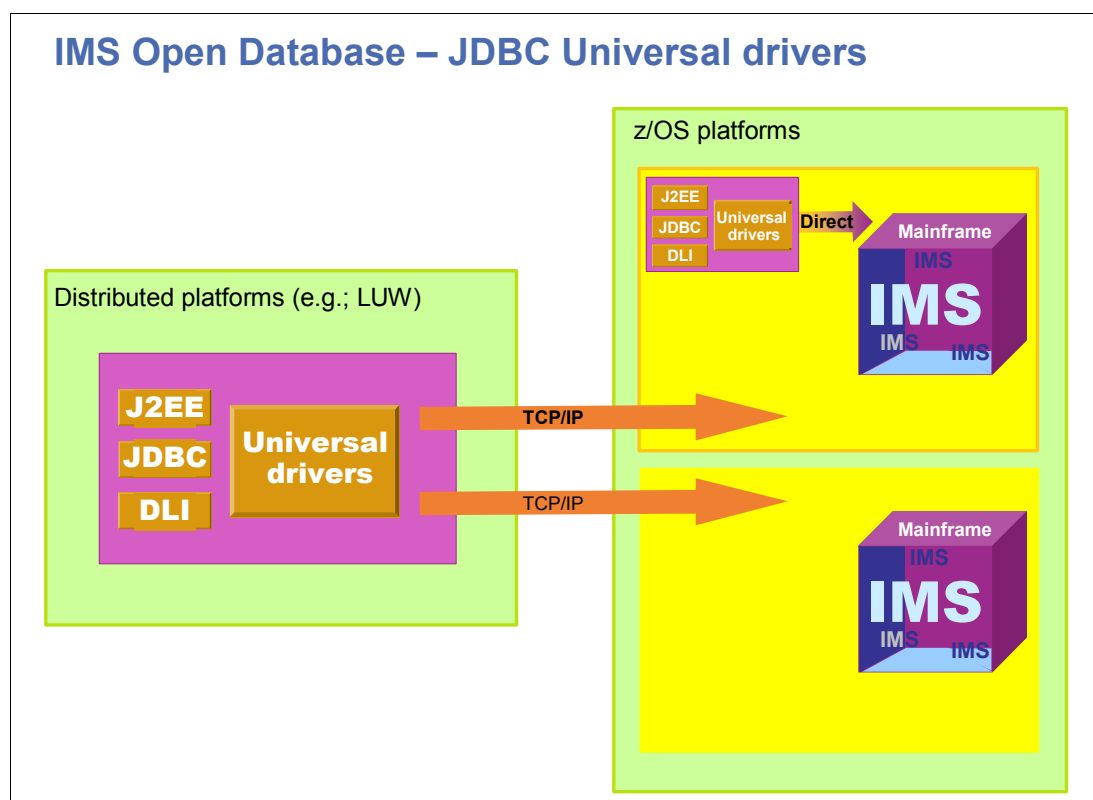 IMS Open Database – JDBC Universal drivers
z/OS platforms
J2EE
JDBC
DLI
Universal
drivers
Direct
Mainframe
IMS
IMS
IMS
IMS
Distributed platforms (e.g.; LUW)
J2EE
JDBC
DLI
Universal
drivers
TCP/IP
TCP/IP
Mainframe
IMS
IMS
IMS
IMS